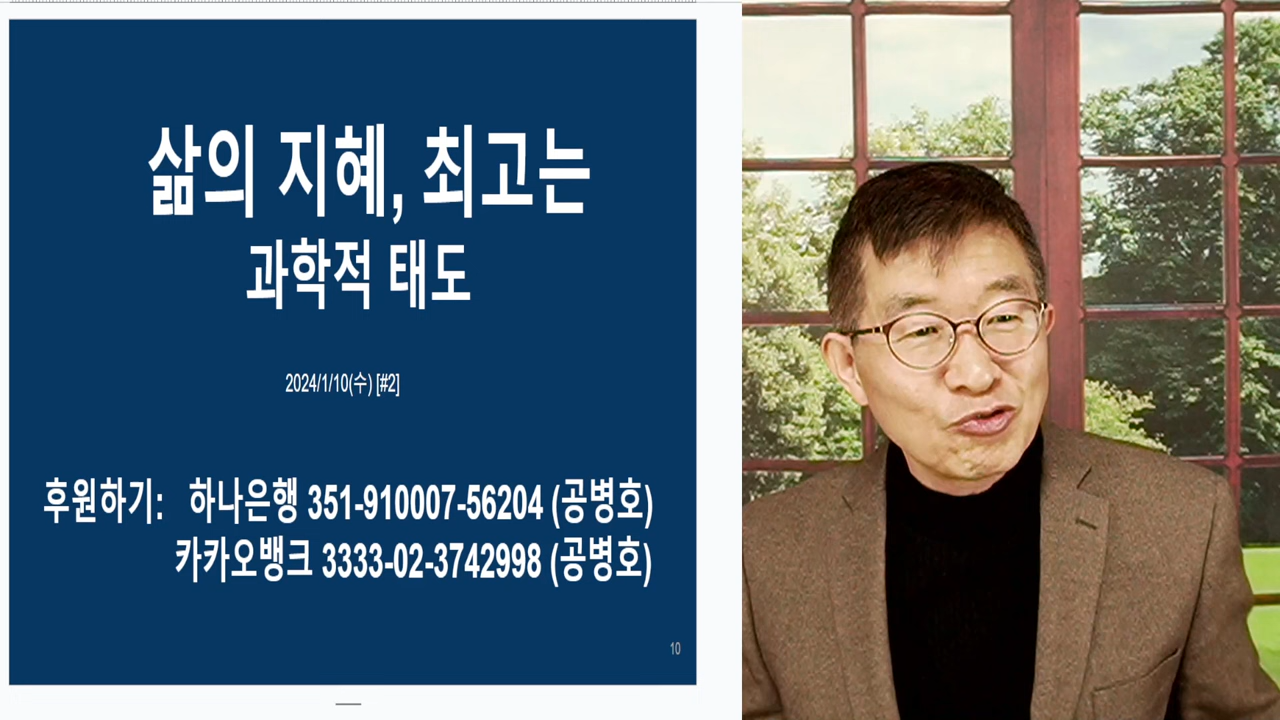 삶의 지혜, 최고는
과학적 태도
2024/1/10(수) [#2]
후원하기: 하나은행 351-910007-56204 (공병호)
카카오뱅크 3333-02-3742998 (공병호)
10